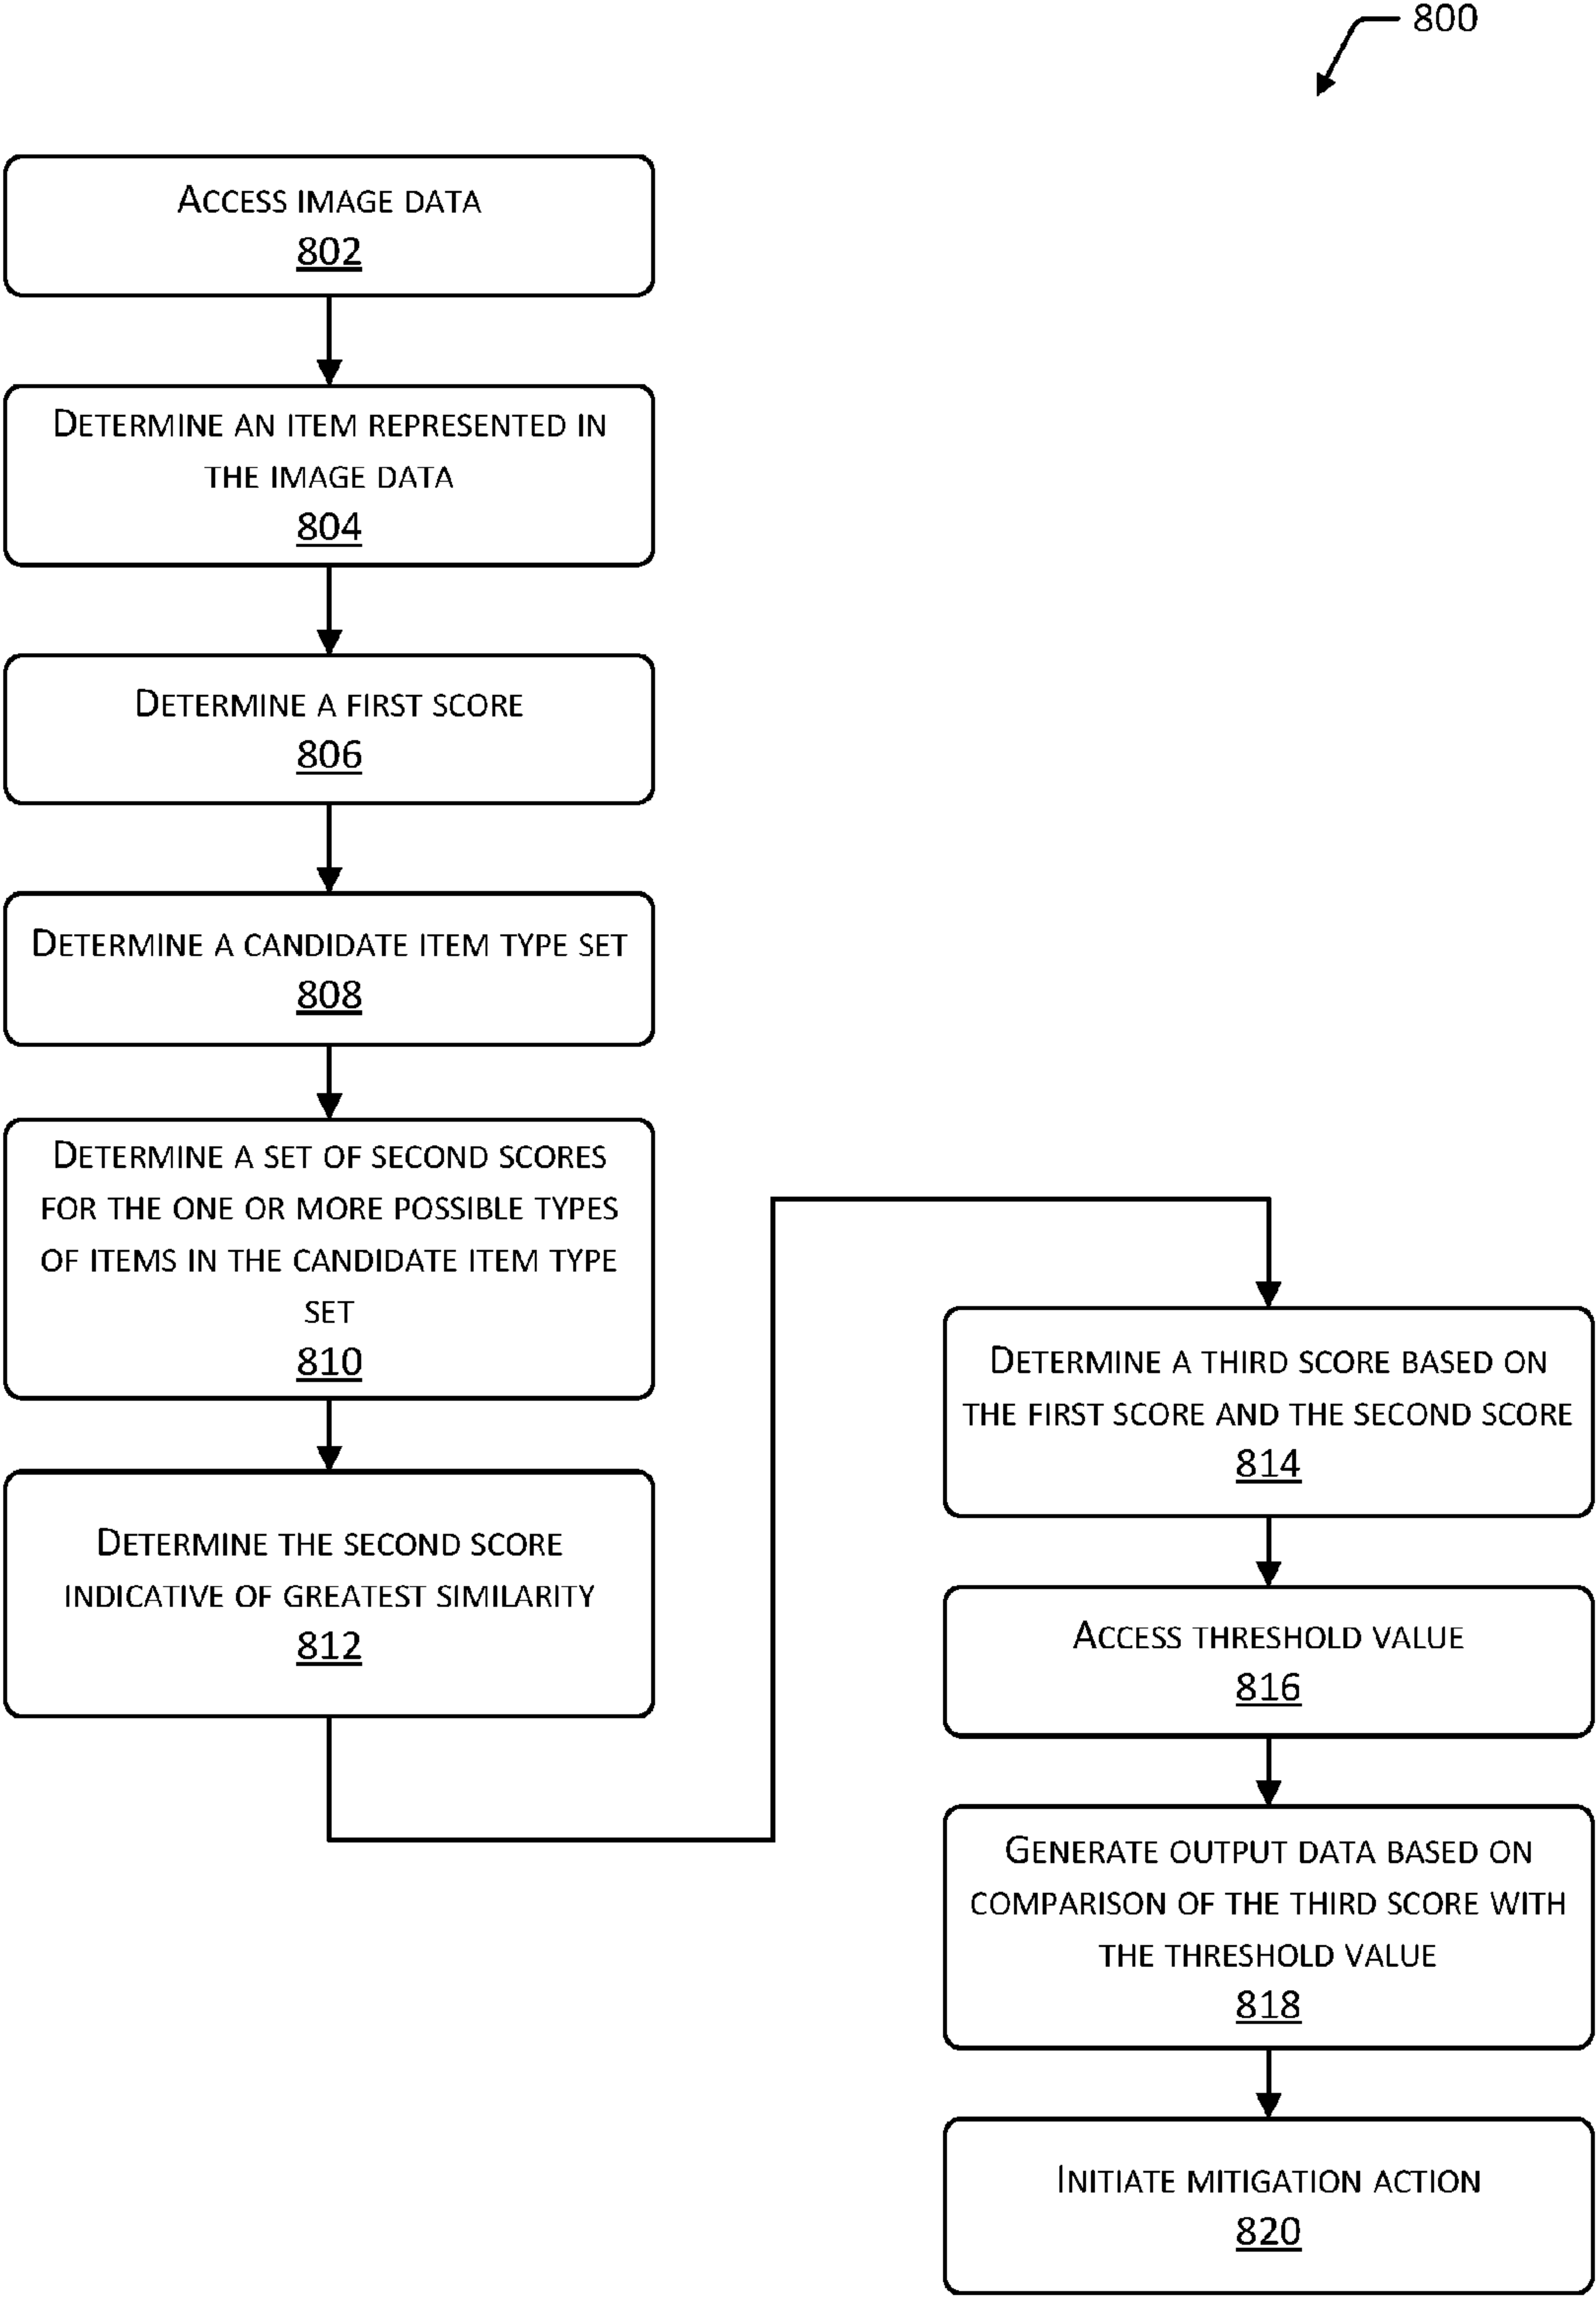 800
ACCESS IMAGE DATA
802
DETERMINE AN ITEM REPRESENTED IN
THE IMAGE DATA
804
DETERMINE A FIRST SCORE
806
DETERMINE A CANDIDATE ITEM TYPE SET
808
DETERMINE A SET OF SECOND SCORES
FOR THE ONE OR MORE POSSIBLE TYPES
OF ITEMS IN THE CANDIDATE ITEM TYPE
SET
810
DETERMINE THE SECOND SCORE
INDICATIVE OF GREATEST SIMILARITY
812
DETERMINE A THIRD SCORE BASED ON
THE FIRST SCORE AND THE SECOND SCORE
814
ACCESS THRESHOLD VALUE
816
GENERATE OUTPUT DATA BASED ON
COMPARISON OF THE THIRD SCORE WITH
THE THRESHOLD VALUE
818
INITIATE MITIGATION ACTION
820